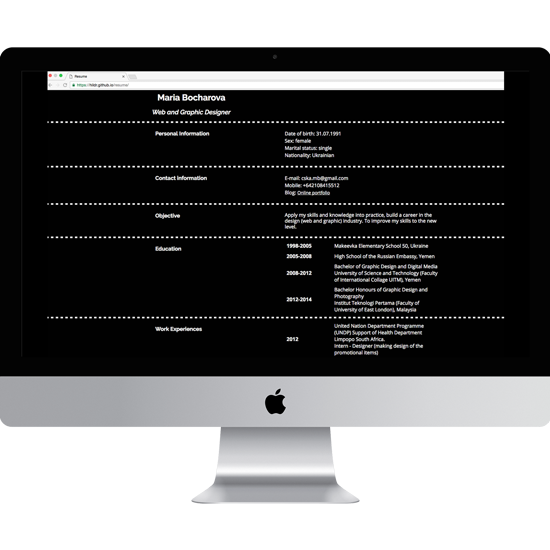 Resume
https://hildr.github.io/resume/
Maria Bocharova
Web and Graphic Designer
Personal Information
Date of birth: 31.07.1991
Sex: female
Marital status: single
Nationality: Ukrainian
Contact Information
E-mail: cska.mb@gmail.com
Mobile: +642108415512
Blog: Online portfolio
Objective
Apply my skills and knowledge into practice, build a career in the
design (web and graphic) industry. To improve my skills to the new
level.
Education
1998-2005 Makeevka Elementary School 50, Ukraine
2005-2008 High School of the Russian Embassy, Yemen
Bachelor of Graphic Design and Digital Media
2008-2012 University of Science and Technology (Faculty
of International Collage UITM), Yemen
Bachelor Honours of Graphic Design and
Photography
2012-2014 Institut Teknologi Pertama (Faculty of
University of East London), Malaysia
Work Experiences
United Nation Department Programme
(UNDP) Support of Health Department
2012 Limpopo South Africa.
Intern - Designer (making design of the
promotional items)